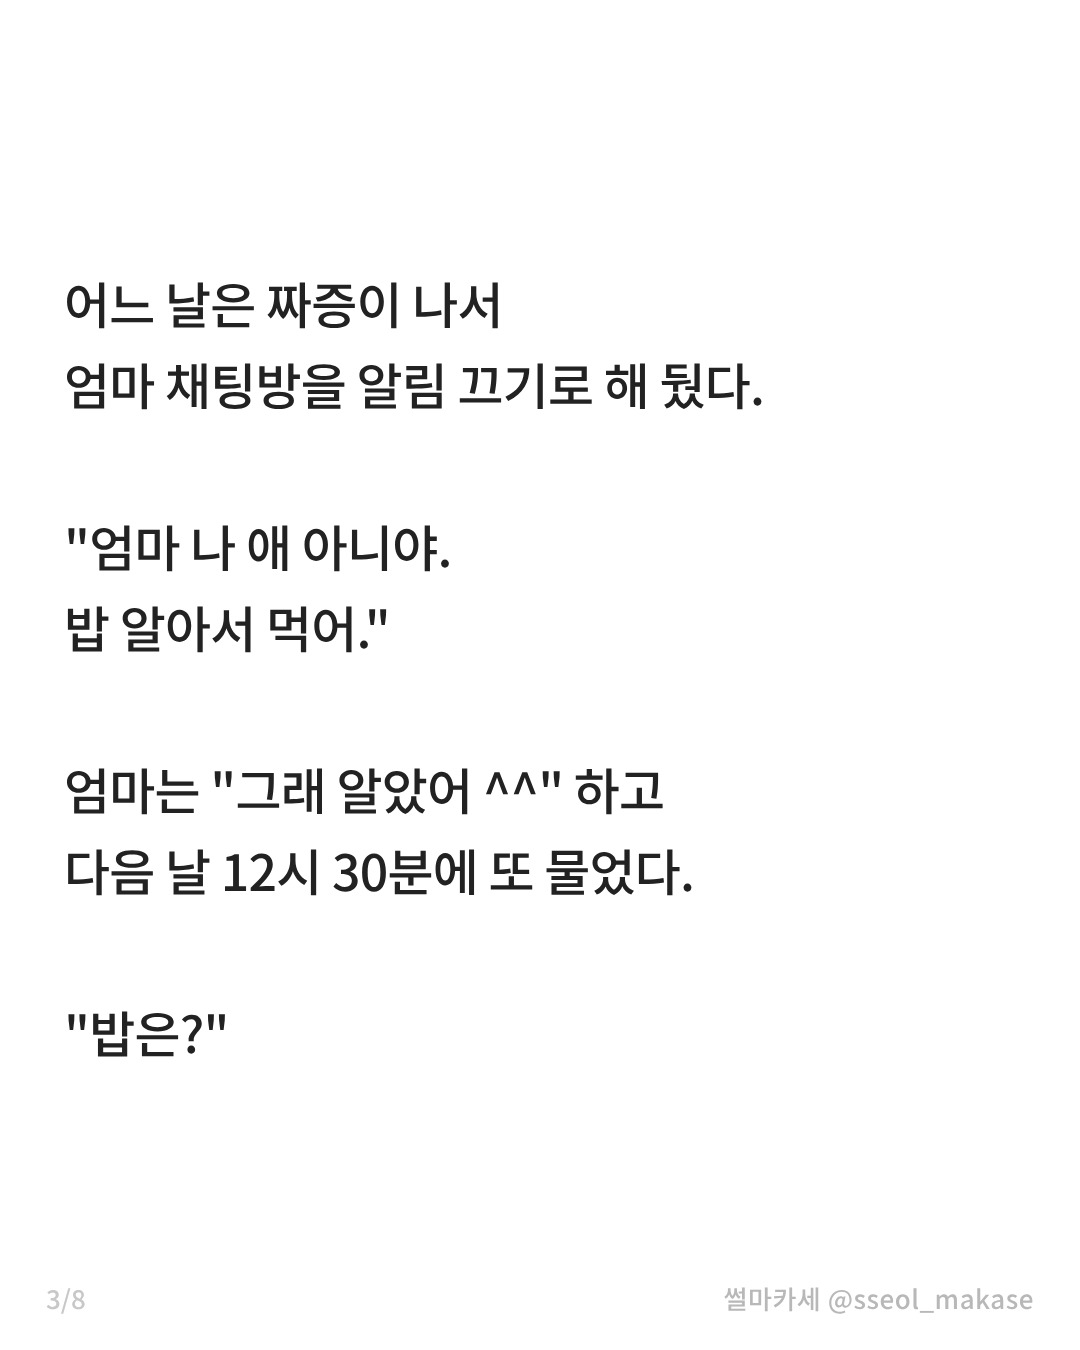 어느 날은 짜증이 나서
엄마 채팅방을 알림 끄기로 해 뒀다.
"엄마 나 애 아니야.
밥 알아서 먹어."
엄마는 "그래 알았어 ^^" 하고
다음 날 12시 30분에 또 물었다.
"밥은?"
3/8
썰마카세 @sseol_makase